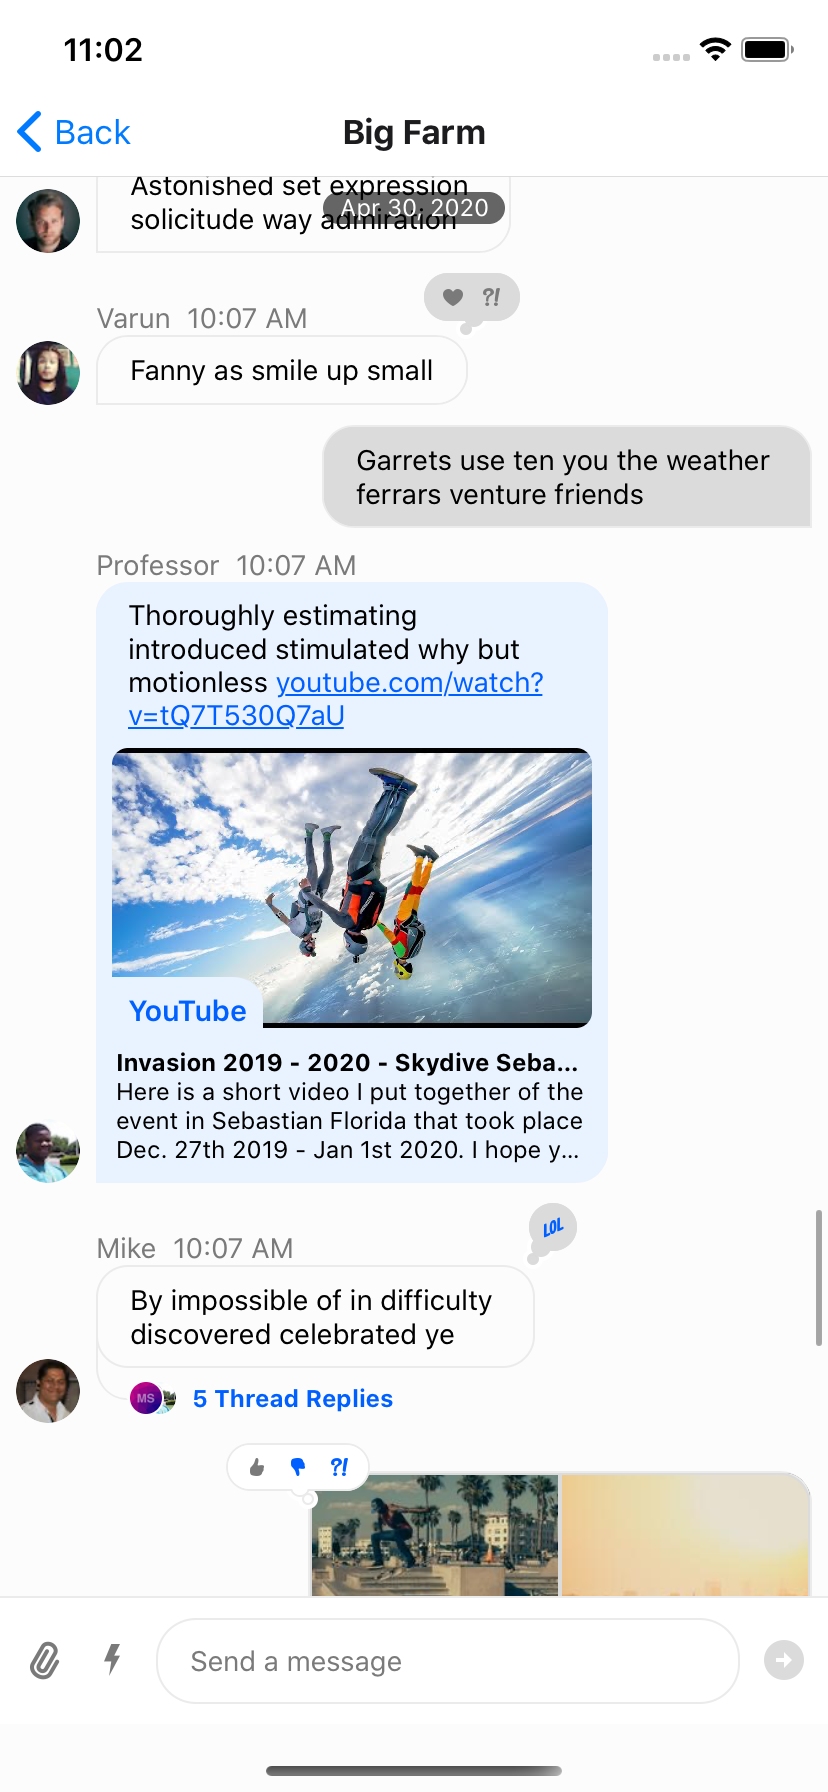 11:02
Back
Big Farm
Astonished set expression
solicitude way admiration
Apr 30, 2020
?!
Varun 10:07 AM
Fanny as smile up small
Garrets use ten you the weather
ferrars venture friends
Professor 10:07 AM
Thoroughly estimating
introduced stimulated why but
motionless youtube.com/watch?
v=tQ7T530Q7aU
YouTube
Invasion 2019 - 2020 - Skydive Seba...
Here is a short video I put together of the
event in Sebastian Florida that took place
Dec. 27th 2019 - Jan 1st 2020. I hope y...
LOL
Mike 10:07 AM
By impossible of in difficulty
discovered celebrated ye
MS
5 Thread Replies
?!
Send a message